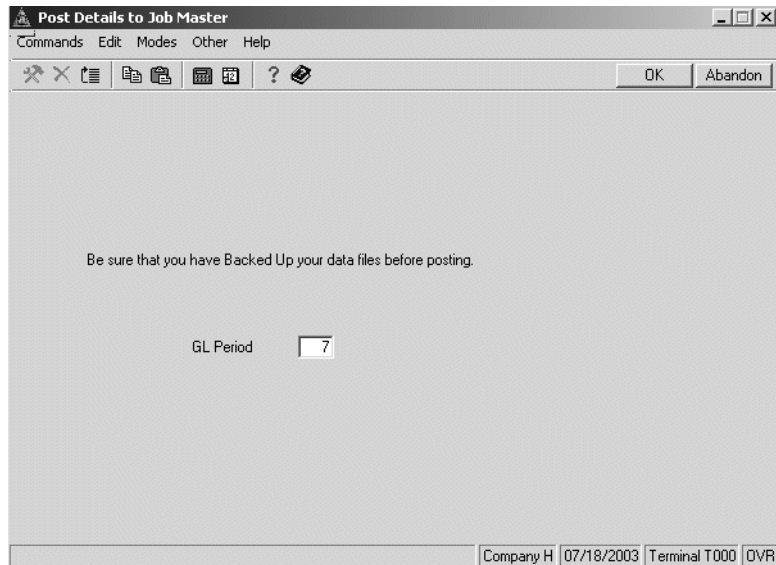 Post Details to Job Master
Commands Edit Modes Other Help
OK Abandon
Be sure that you have Backed Up your data files before posting.
GL Period 7
Company H 07/18/2003 Terminal T000 OVR